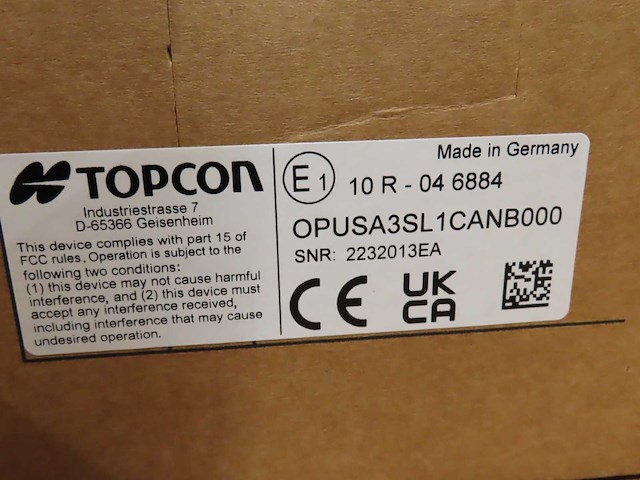 TOPCON
Industriestrasse 7
D-65366 Geisenheim
This device complies with part 15 of
FCC rules. Operation is subject to the
following two conditions:
(1) this device may not cause harmful
interference, and (2) this device must
accept any interference received,
including interference that may cause
undesired operation.
Made in Germany
E1 10 R - 04 6884
OPUSA3SL1CANB000
SNR: 2232013EA
CE UK
CA